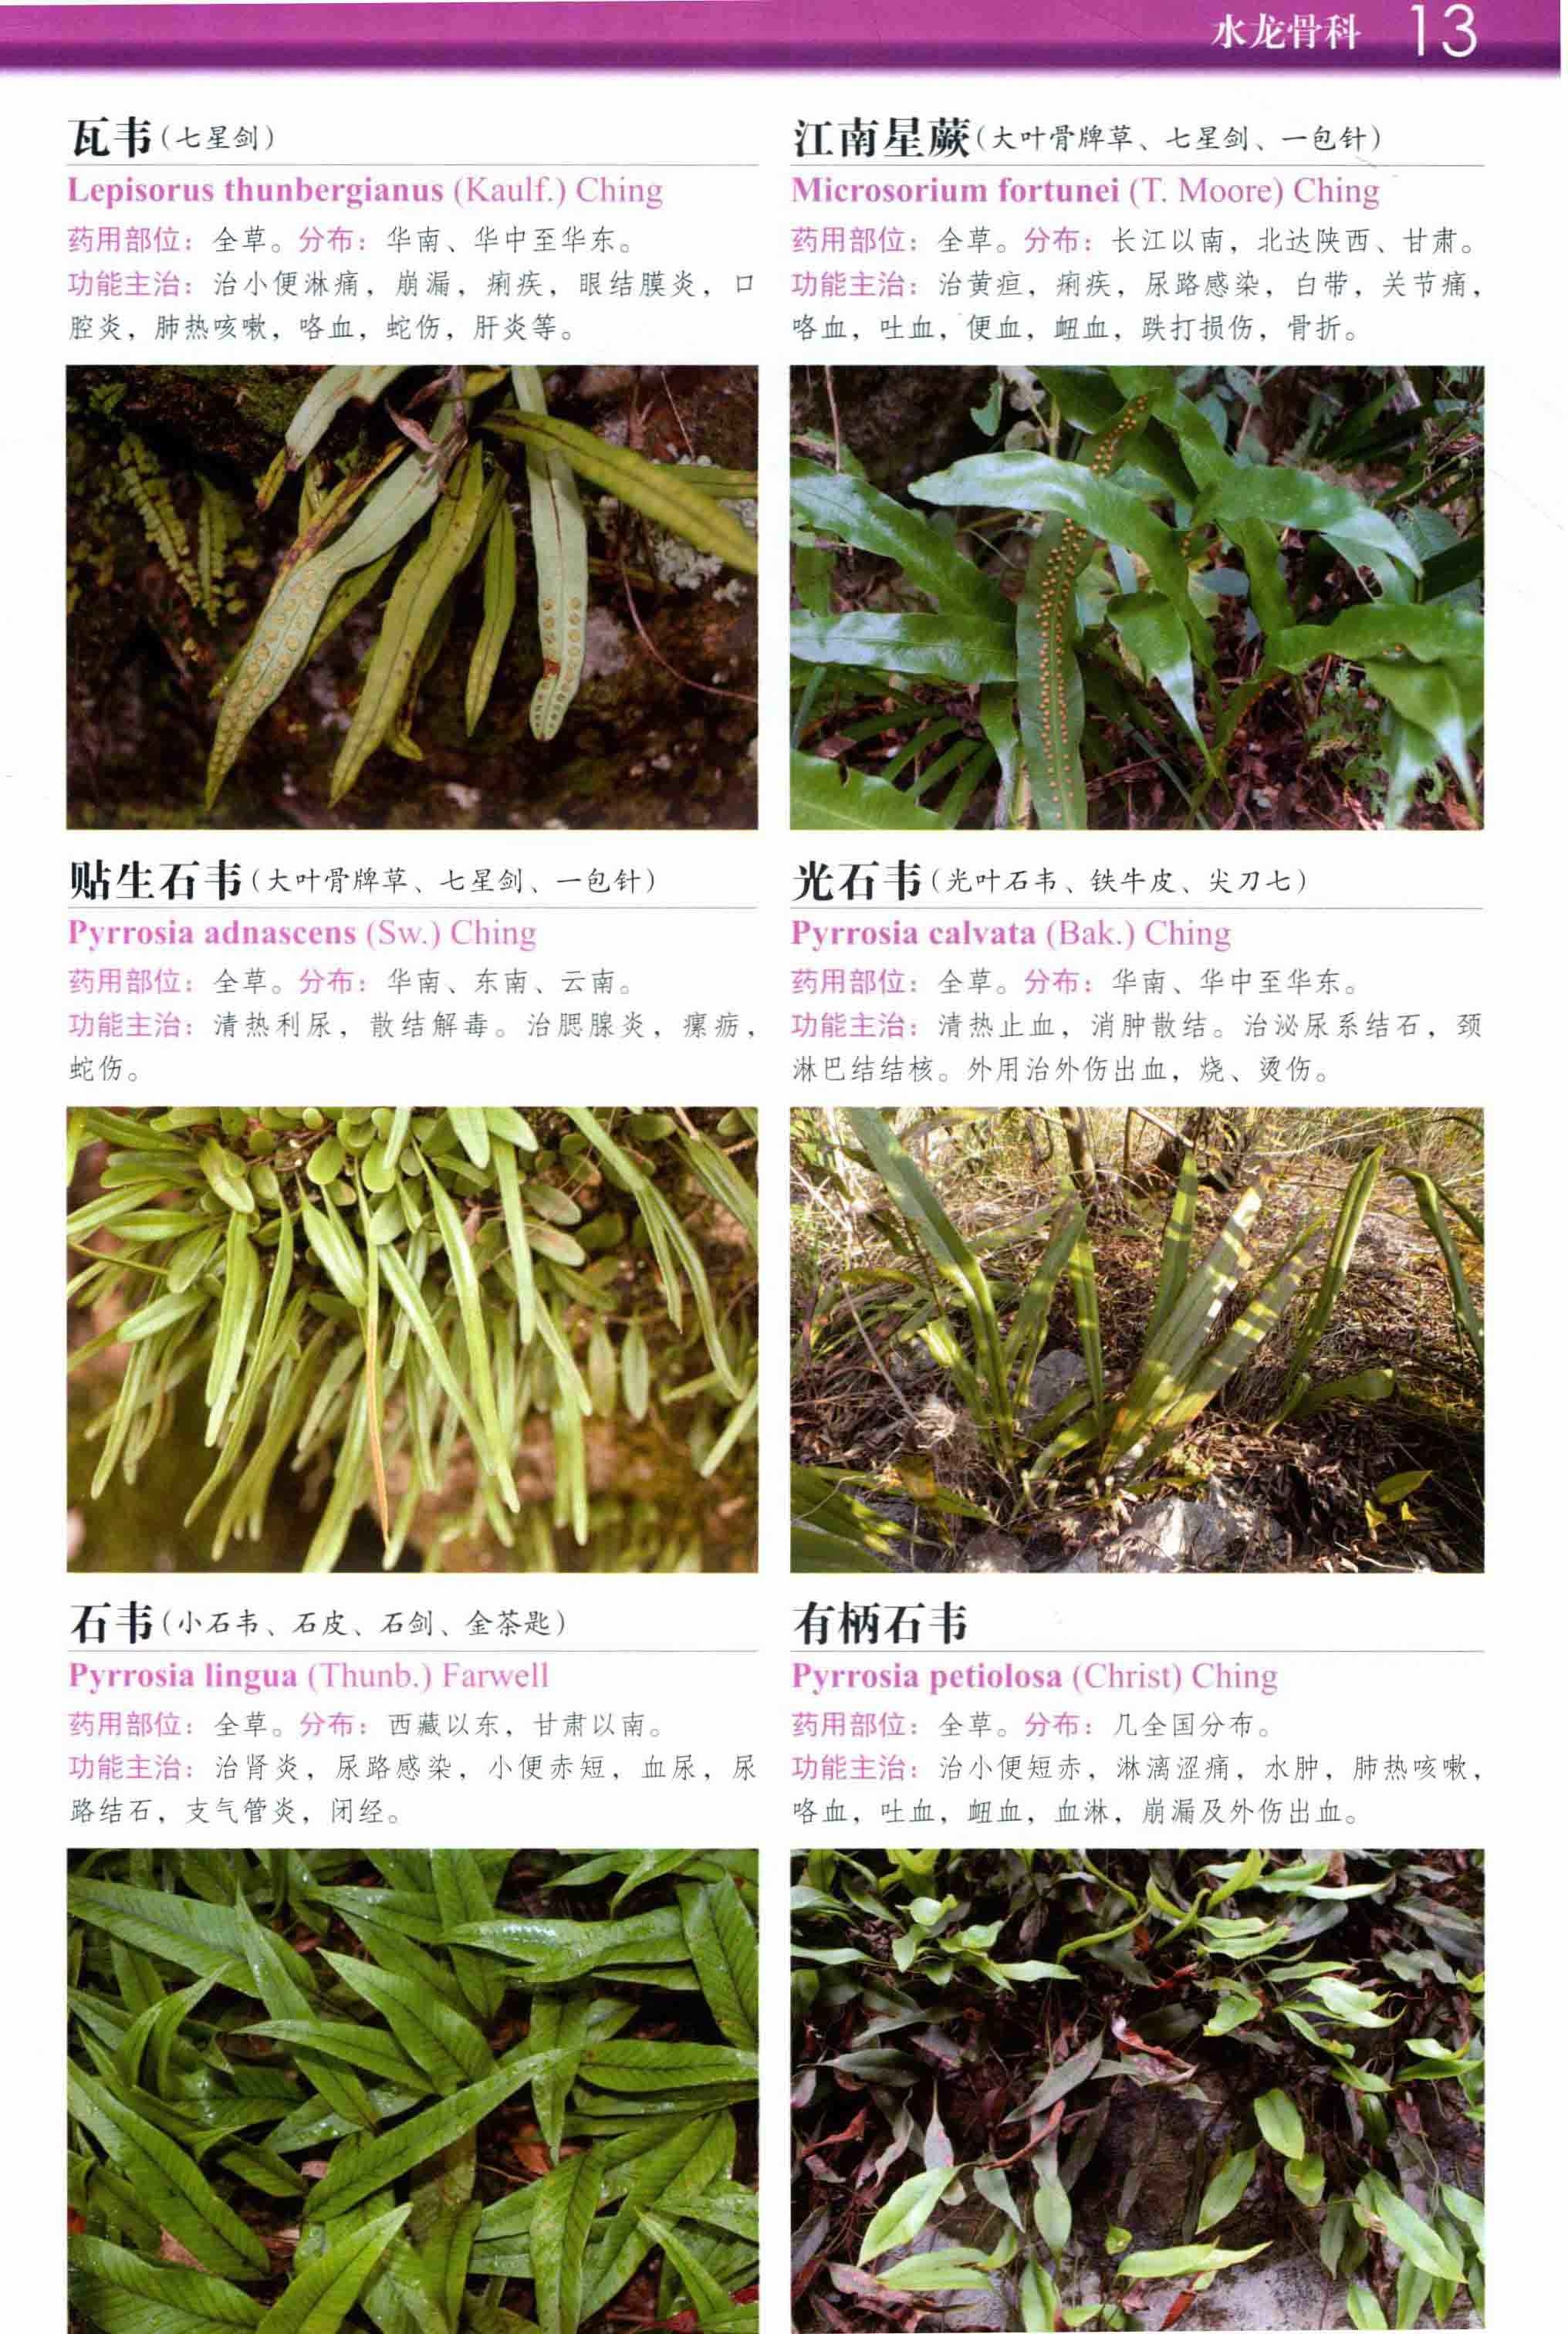 水龙骨科 13
瓦韦(七星剑)
Lepisorus thunbergianus (Kaulf.) Ching
药用部位：全草。分布：华南、华中至华东。
功能主治：治小便淋痛，崩漏，痢疾，眼结膜炎，口
腔炎，肺热咳嗽，咯血，蛇伤，肝炎等。
江南星蕨(大叶骨牌草、七星剑、一包针)
Microsorium fortunei (T. Moore) Ching
药用部位：全草。分布：长江以南，北达陕西、甘肃。
功能主治：治黄疸，痢疾，尿路感染，白带，关节痛，
咯血，吐血，便血，衄血，跌打损伤，骨折。
贴生石韦(大叶骨牌草、七星剑、一包针)
Pyrrosia adnascens (Sw.) Ching
药用部位：全草。分布：华南、东南、云南。
功能主治：清热利尿，散结解毒。治腮腺炎，瘰疬，
蛇伤。
光石韦(光叶石韦、铁牛皮、尖刀七)
Pyrrosia calvata (Bak.) Ching
药用部位：全草。分布：华南、华中至华东。
功能主治：清热止血，消肿散结。治泌尿系结石，颈
淋巴结结核。外用治外伤出血，烧、烫伤。
石韦(小石韦、石皮、石剑、金茶匙)
Pyrrosia lingua (Thunb.) Farwell
药用部位：全草。分布：西藏以东，甘肃以南。
功能主治：治肾炎，尿路感染，小便赤短，血尿，尿
路结石，支气管炎，闭经。
有柄石韦
Pyrrosia petiolosa (Christ) Ching
药用部位：全草。分布：几全国分布。
功能主治：治小便短赤，淋漓涩痛，水肿，肺热咳嗽，
咯血，吐血，衄血，血淋，崩漏及外伤出血。